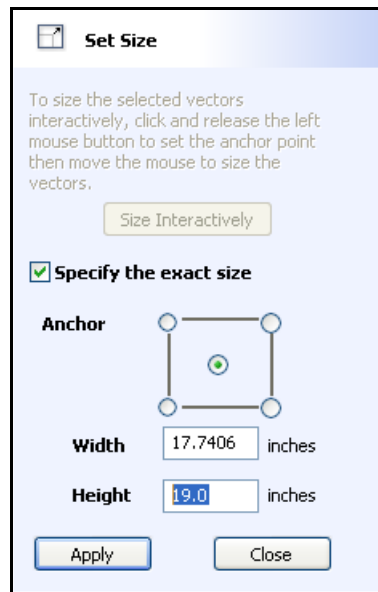 Set Size
To size the selected vectors
interactively, click and release the left
mouse button to set the anchor point
then move the mouse to size the
vectors.
Size Interactively
Specify the exact size
Anchor
Width 17.7406 inches
Height 19.0 inches
Apply Close